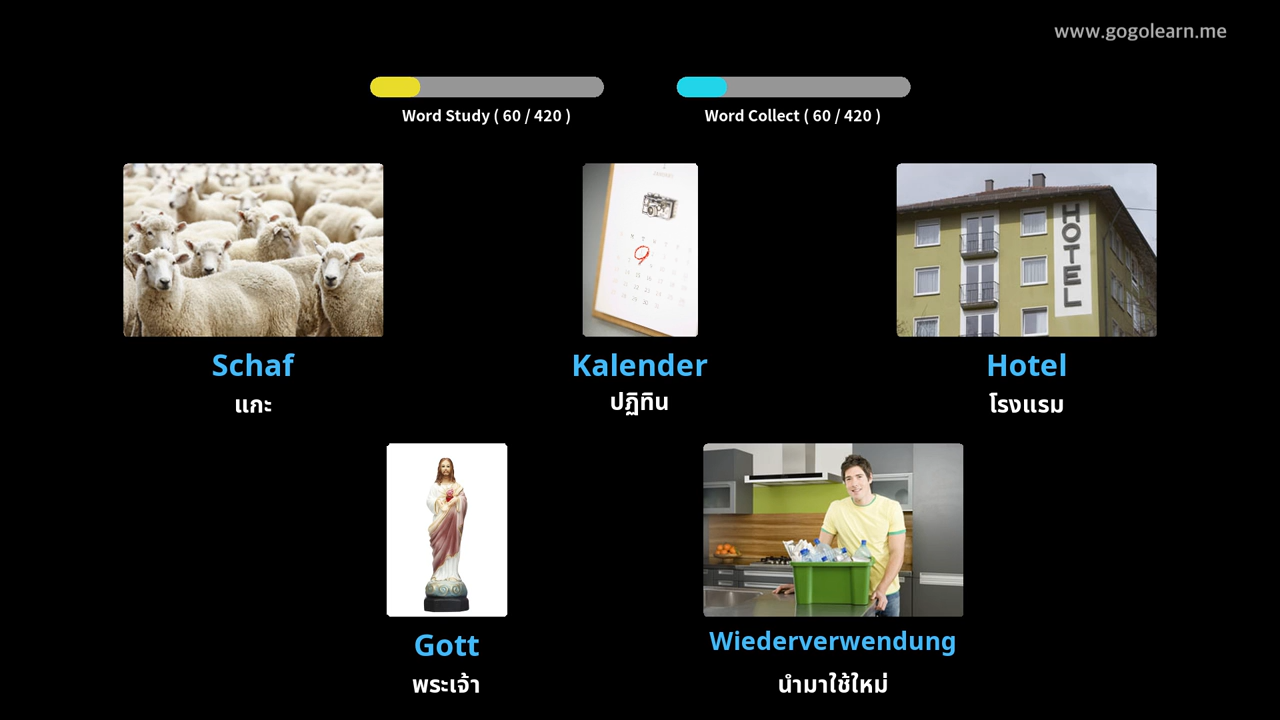 www.gogolearn.me
Word Study ( 60 / 420 )
Word Collect ( 60 / 420 )
HOTEL
Schaf
Kalender
Hotel
แกะ
ปฏิทิน
โรงแรม
Gott
Wiederverwendung
พระเจ้า
นำมาใช้ใหม่